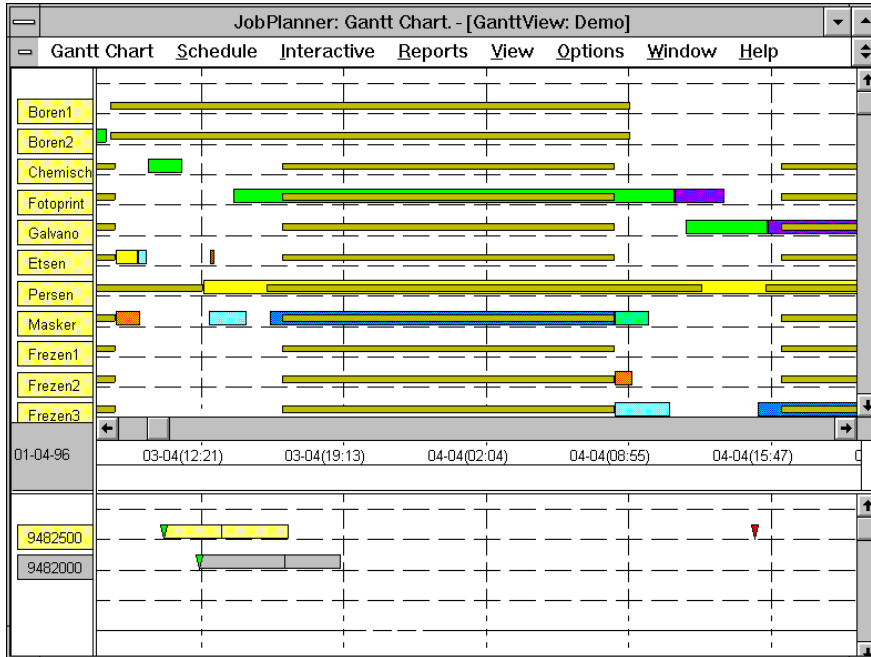 JobPlanner: Gantt Chart. - [GanttView: Demo]
Gantt Chart Schedule Interactive Reports View Options Window Help
Boren1
Boren2
Chemisch
Fotoprint
Galvano
Etsen
Persen
Masker
Frezen1
Frezen2
Frezen3
01-04-96 03-04(12:21) 03-04(19:13) 04-04(02:04) 04-04(08:55) 04-04(15:47)
9482500
9482000